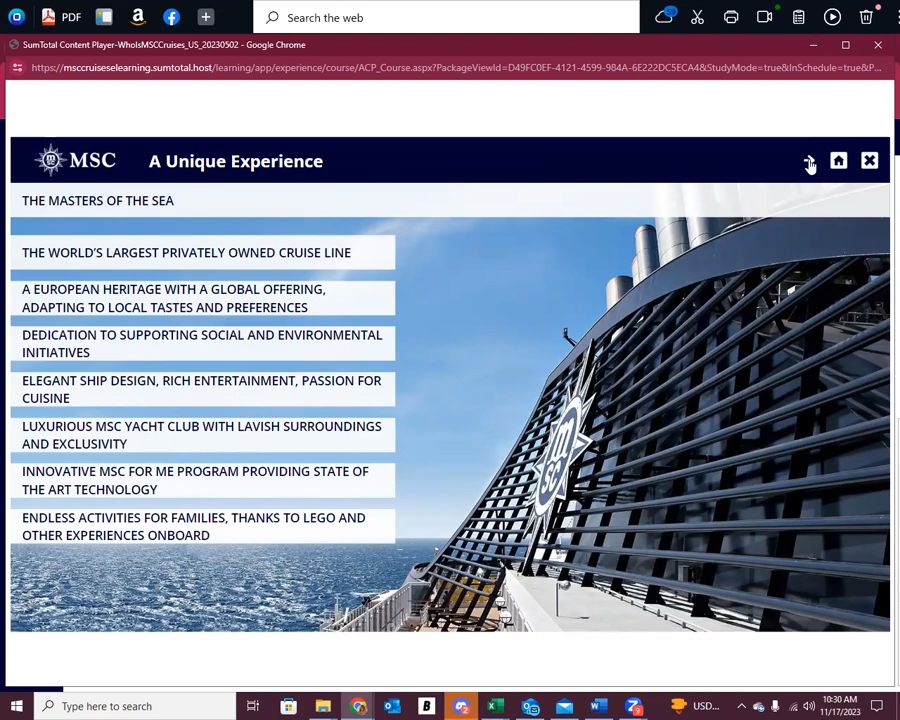 PDF
Search the web
SumTotal Content Player-WhoIsMSCCruises_US_20230502 - Google Chrome
https://msccruiseselearning.sumtotal.host/learning/app/experience/course/ACP_Course.aspx?PackageViewId=D49FC0EF-4121-4599-984A-6E222DC5ECA4&StudyMode=true&InSchedule=true&P...
MSC
A Unique Experience
THE MASTERS OF THE SEA
THE WORLD'S LARGEST PRIVATELY OWNED CRUISE LINE
A EUROPEAN HERITAGE WITH A GLOBAL OFFERING,
ADAPTING TO LOCAL TASTES AND PREFERENCES
DEDICATION TO SUPPORTING SOCIAL AND ENVIRONMENTAL
INITIATIVES
ELEGANT SHIP DESIGN, RICH ENTERTAINMENT, PASSION FOR
CUISINE
LUXURIOUS MSC YACHT CLUB WITH LAVISH SURROUNDINGS
AND EXCLUSIVITY
INNOVATIVE MSC FOR ME PROGRAM PROVIDING STATE OF
THE ART TECHNOLOGY
ENDLESS ACTIVITIES FOR FAMILIES, THANKS TO LEGO AND
OTHER EXPERIENCES ONBOARD
m
SC
Type here to search
B
USD...
10:30 AM
11/17/2023